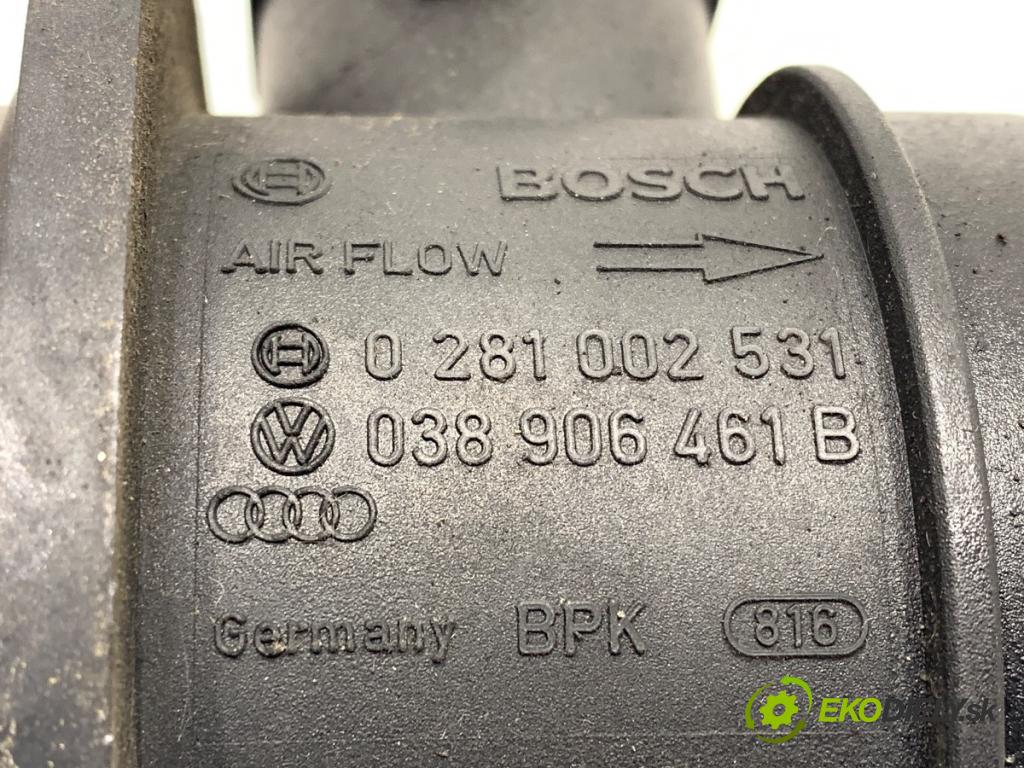 BOSCH
AIR FLOW
0 281 002 531
038 906 461 B
Germany BPK 816
EKODIELY.sk